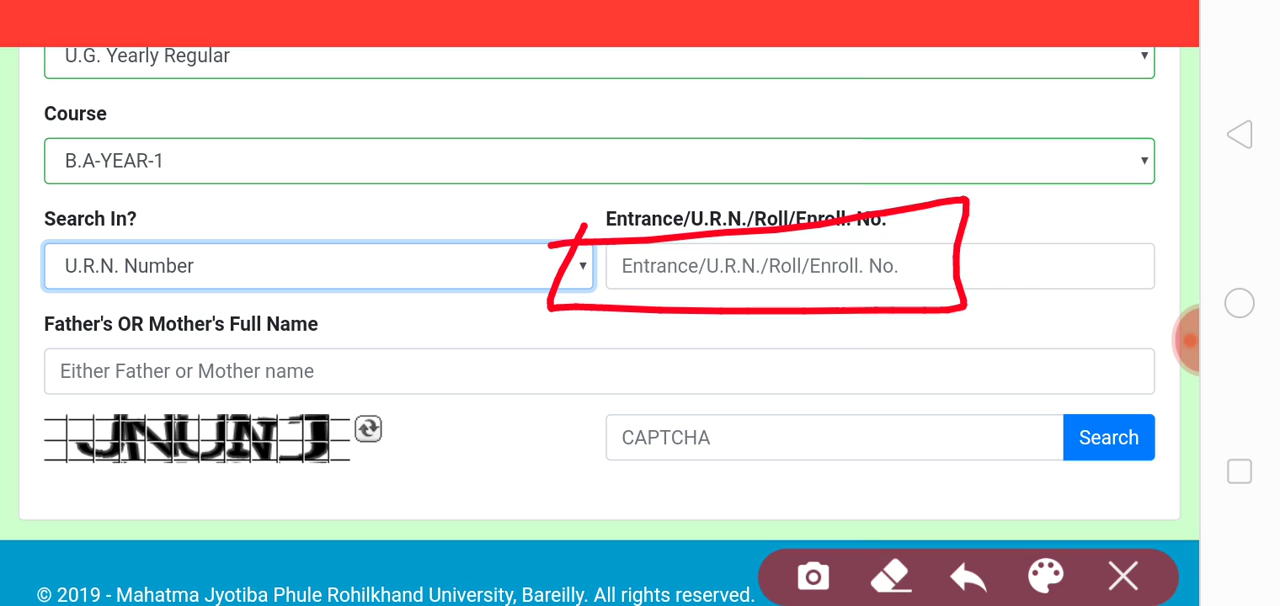 U.G. Yearly Regular
Course
B.A-YEAR-1
Search In?
Entrance/U.R.N./Roll/Enroll. No.
U.R.N. Number
Entrance/U.R.N./Roll/Enroll. No.
Father's OR Mother's Full Name
Either Father or Mother name
CAPTCHA
Search
© 2019 - Mahatma Jyotiba Phule Rohilkhand University, Bareilly. All rights reserved.